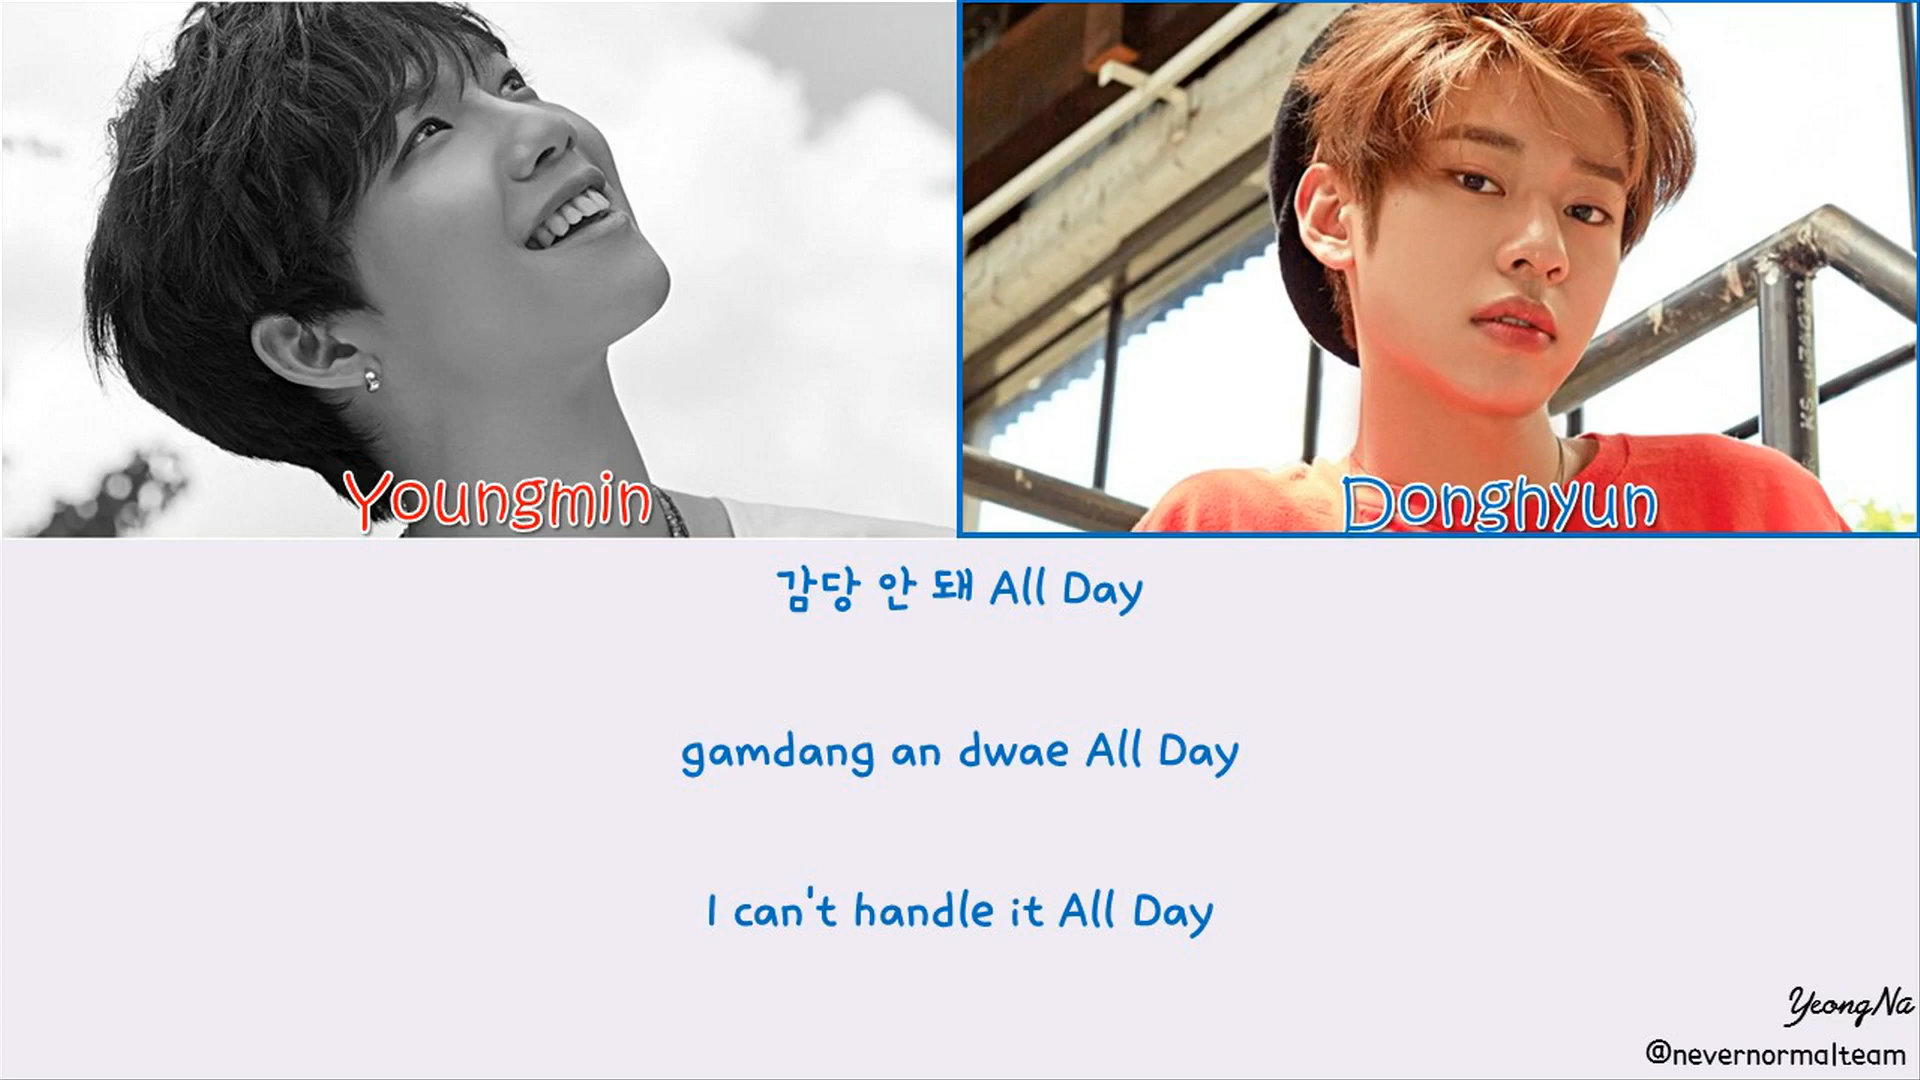 Youngmin
Donghyun
감당 안 돼 All Day
gamdang an dwae All Day
I can't handle it All Day
YeongNa
@nevernormalteam